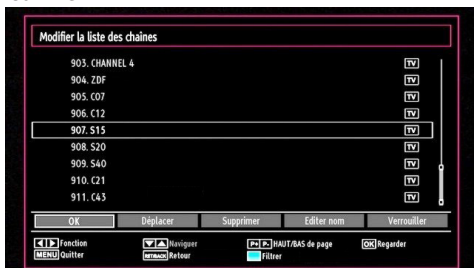 Modifier la liste des chaînes
903. CHANNEL 4 TV
904. ZDF TV
905. C07 TV
906. C12 TV
907. S15 TV
908. S20 TV
909. S40 TV
910. C21 TV
911. C43 TV
OK Déplacer Supprimer Editer nom Verrouiller
Fonction Naviguer P+ P- HAUT/BAS de page OK Regarder
MENU Quitter RET/BACK Retour Filtrer